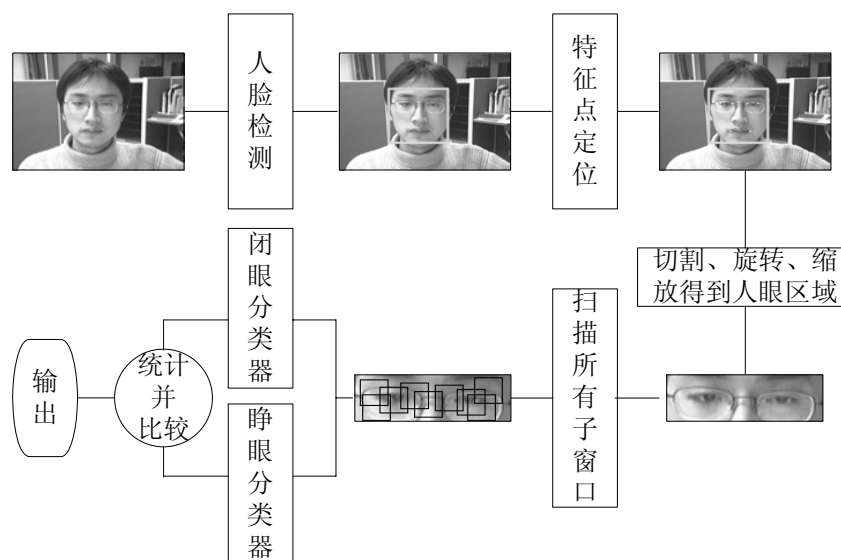 人脸检测
特征点定位
切割、旋转、缩
放得到人眼区域
扫描所有子窗口
闭眼分类器
睁眼分类器
统计
并
比较
输出